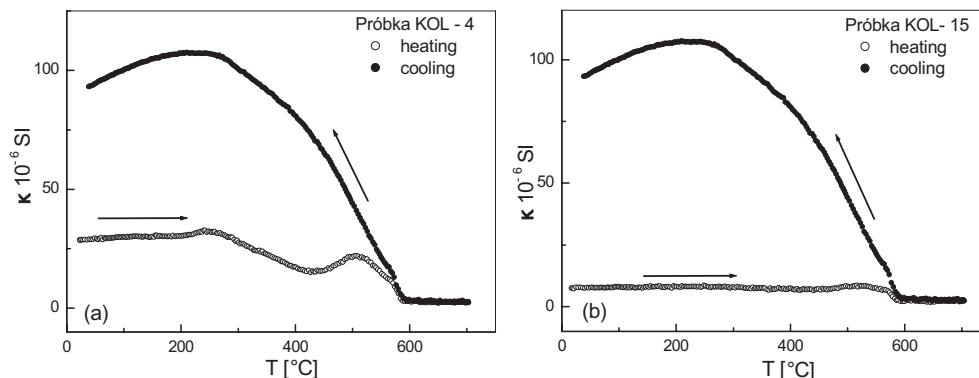 Próbka KOL - 4
heating
cooling
100
50
0
κ 10⁻⁶ SI
(a)
0
200
400
600
T [°C]
Próbka KOL- 15
heating
cooling
100
50
0
κ 10⁻⁶ SI
(b)
0
200
400
600
T [°C]